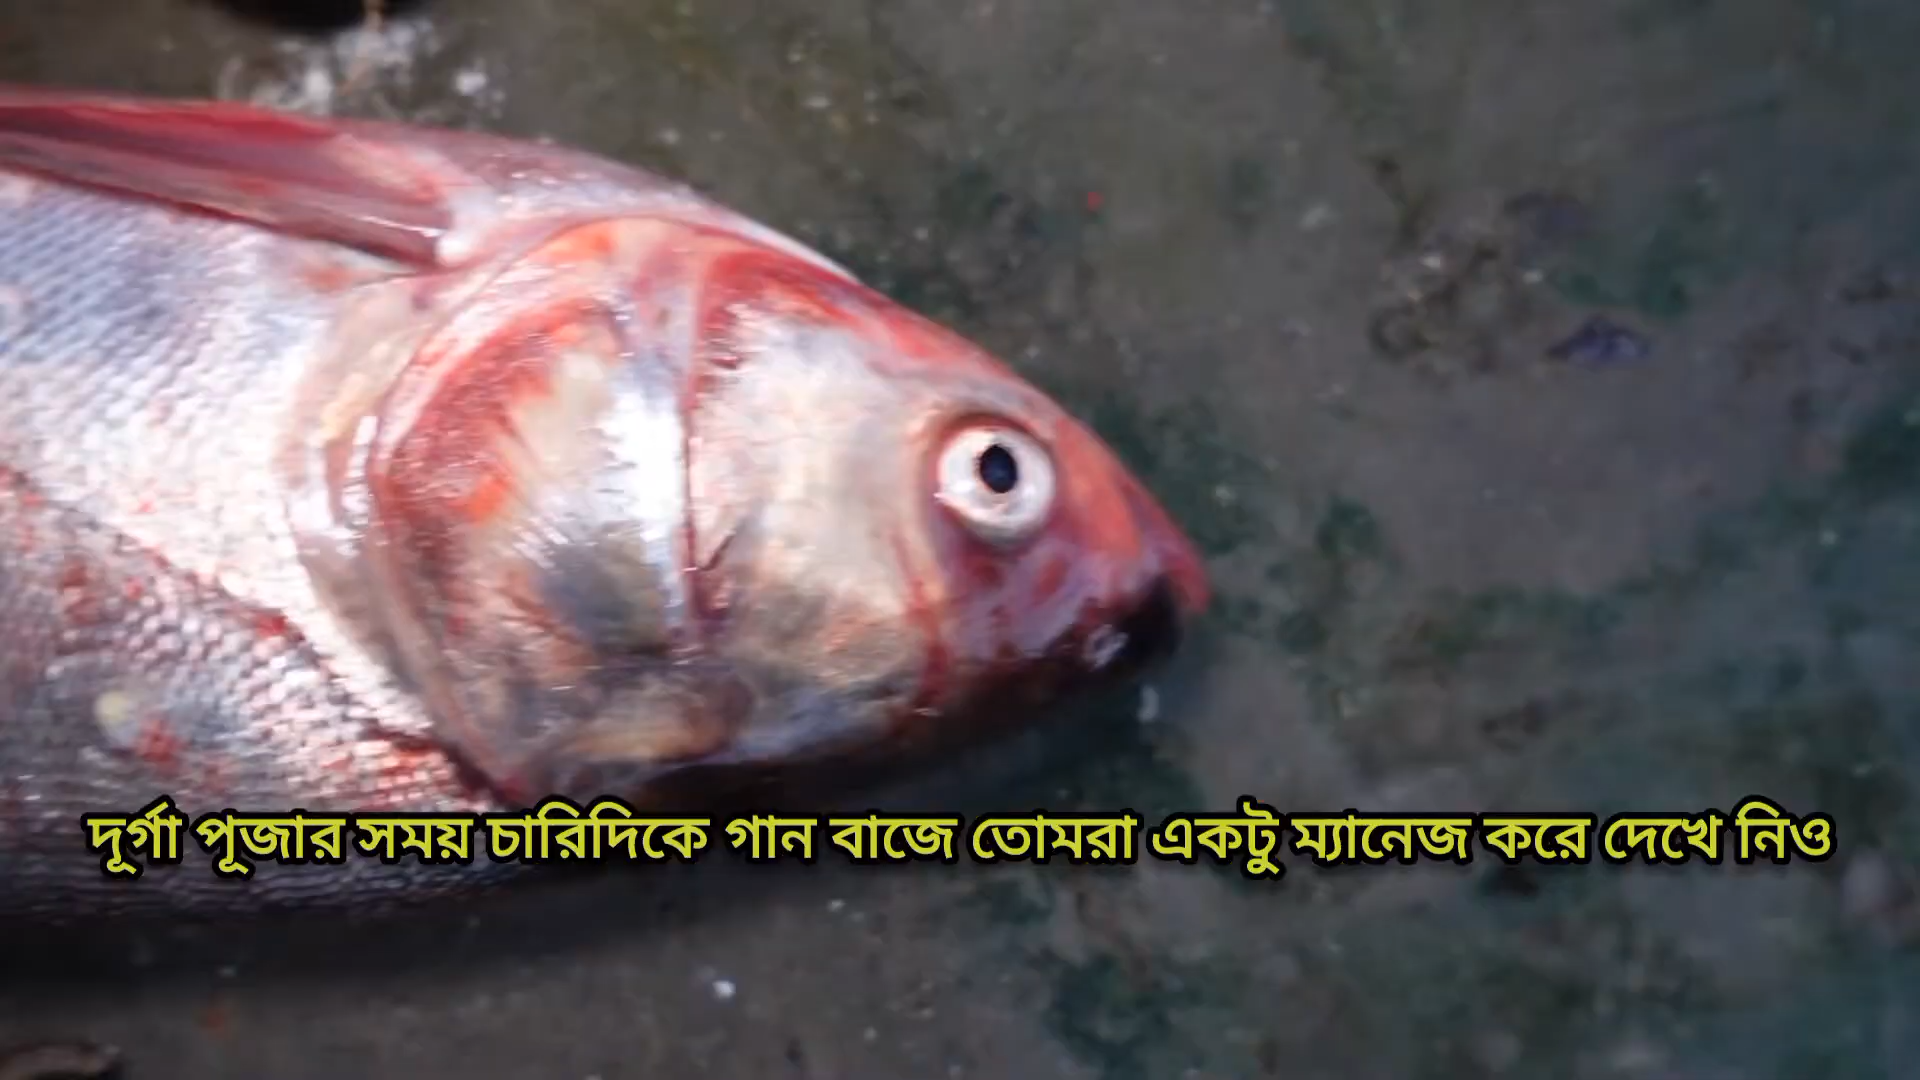 দূর্গা পূজার সময় চারিদিকে গান বাজে তোমরা একটু ম্যানেজ করে দেখে নিও